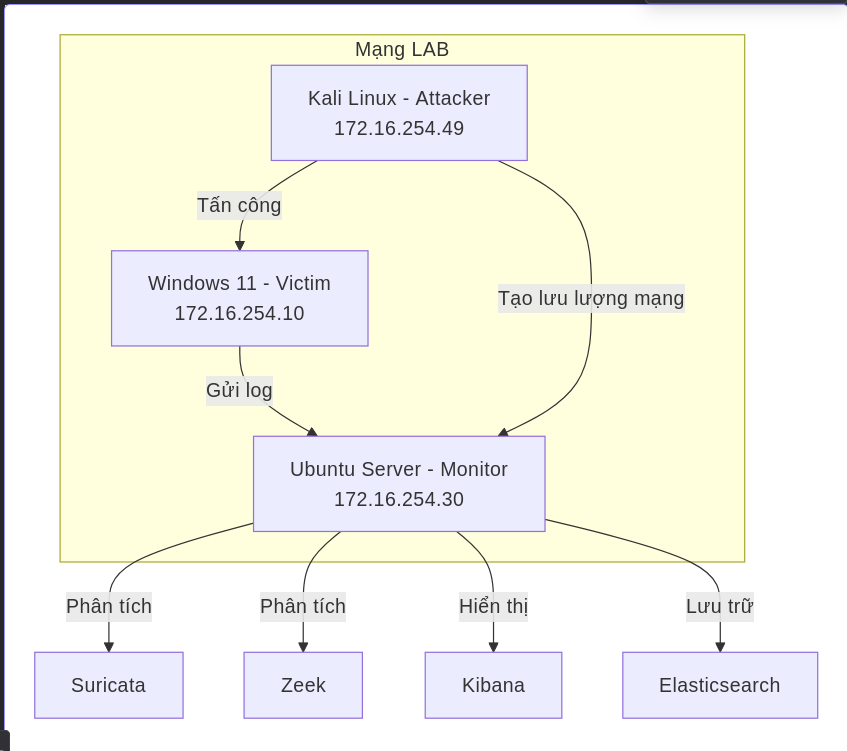 Mạng LAB
Kali Linux - Attacker
172.16.254.49
Tấn công
Windows 11 - Victim
172.16.254.10
Tạo lưu lượng mạng
Gửi log
Ubuntu Server - Monitor
172.16.254.30
Phân tích
Phân tích
Hiển thị
Lưu trữ
Suricata
Zeek
Kibana
Elasticsearch